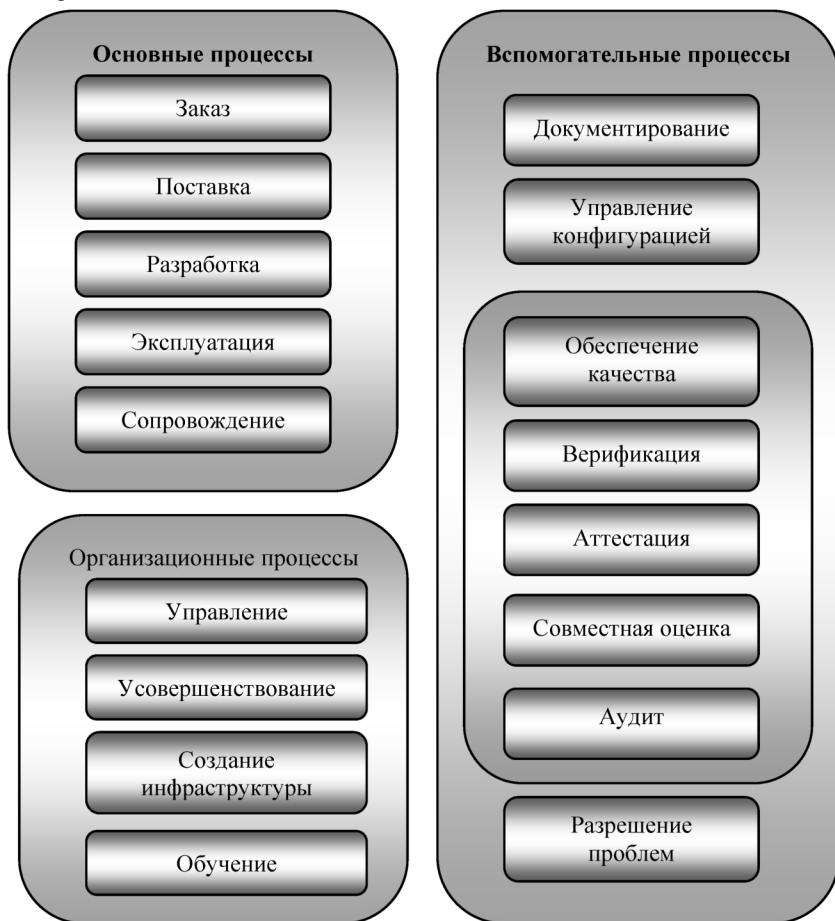 Основные процессы
Заказ
Поставка
Разработка
Эксплуатация
Сопровождение
Организационные процессы
Управление
Усовершенствование
Создание
инфраструктуры
Обучение
Вспомогательные процессы
Документирование
Управление
конфигурацией
Обеспечение
качества
Верификация
Аттестация
Совместная оценка
Аудит
Разрешение
проблем